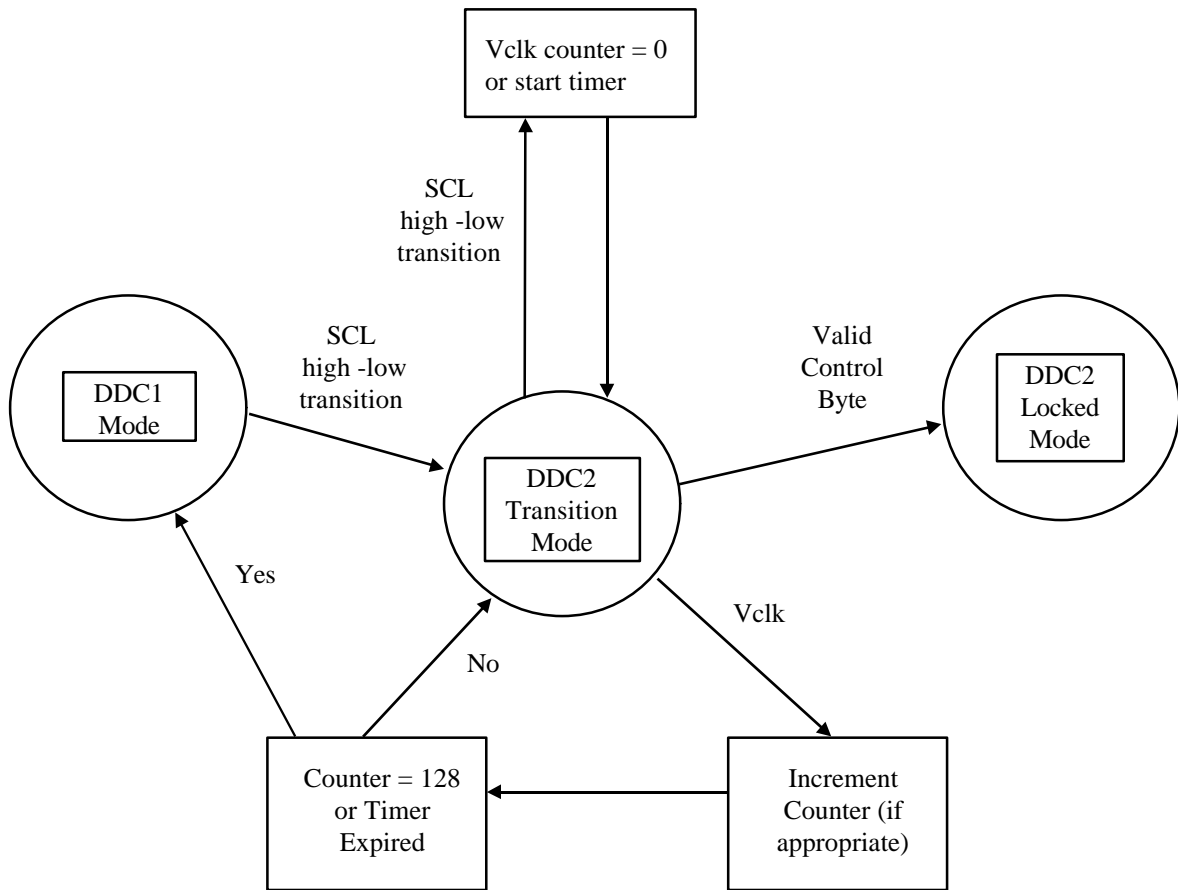 Vclk counter = 0
or start timer
SCL
high -low
transition
SCL
high -low
transition
Valid
Control
Byte
DDC1
Mode
DDC2
Transition
Mode
DDC2
Locked
Mode
Yes
No
Vclk
Counter = 128
or Timer
Expired
Increment
Counter (if
appropriate)